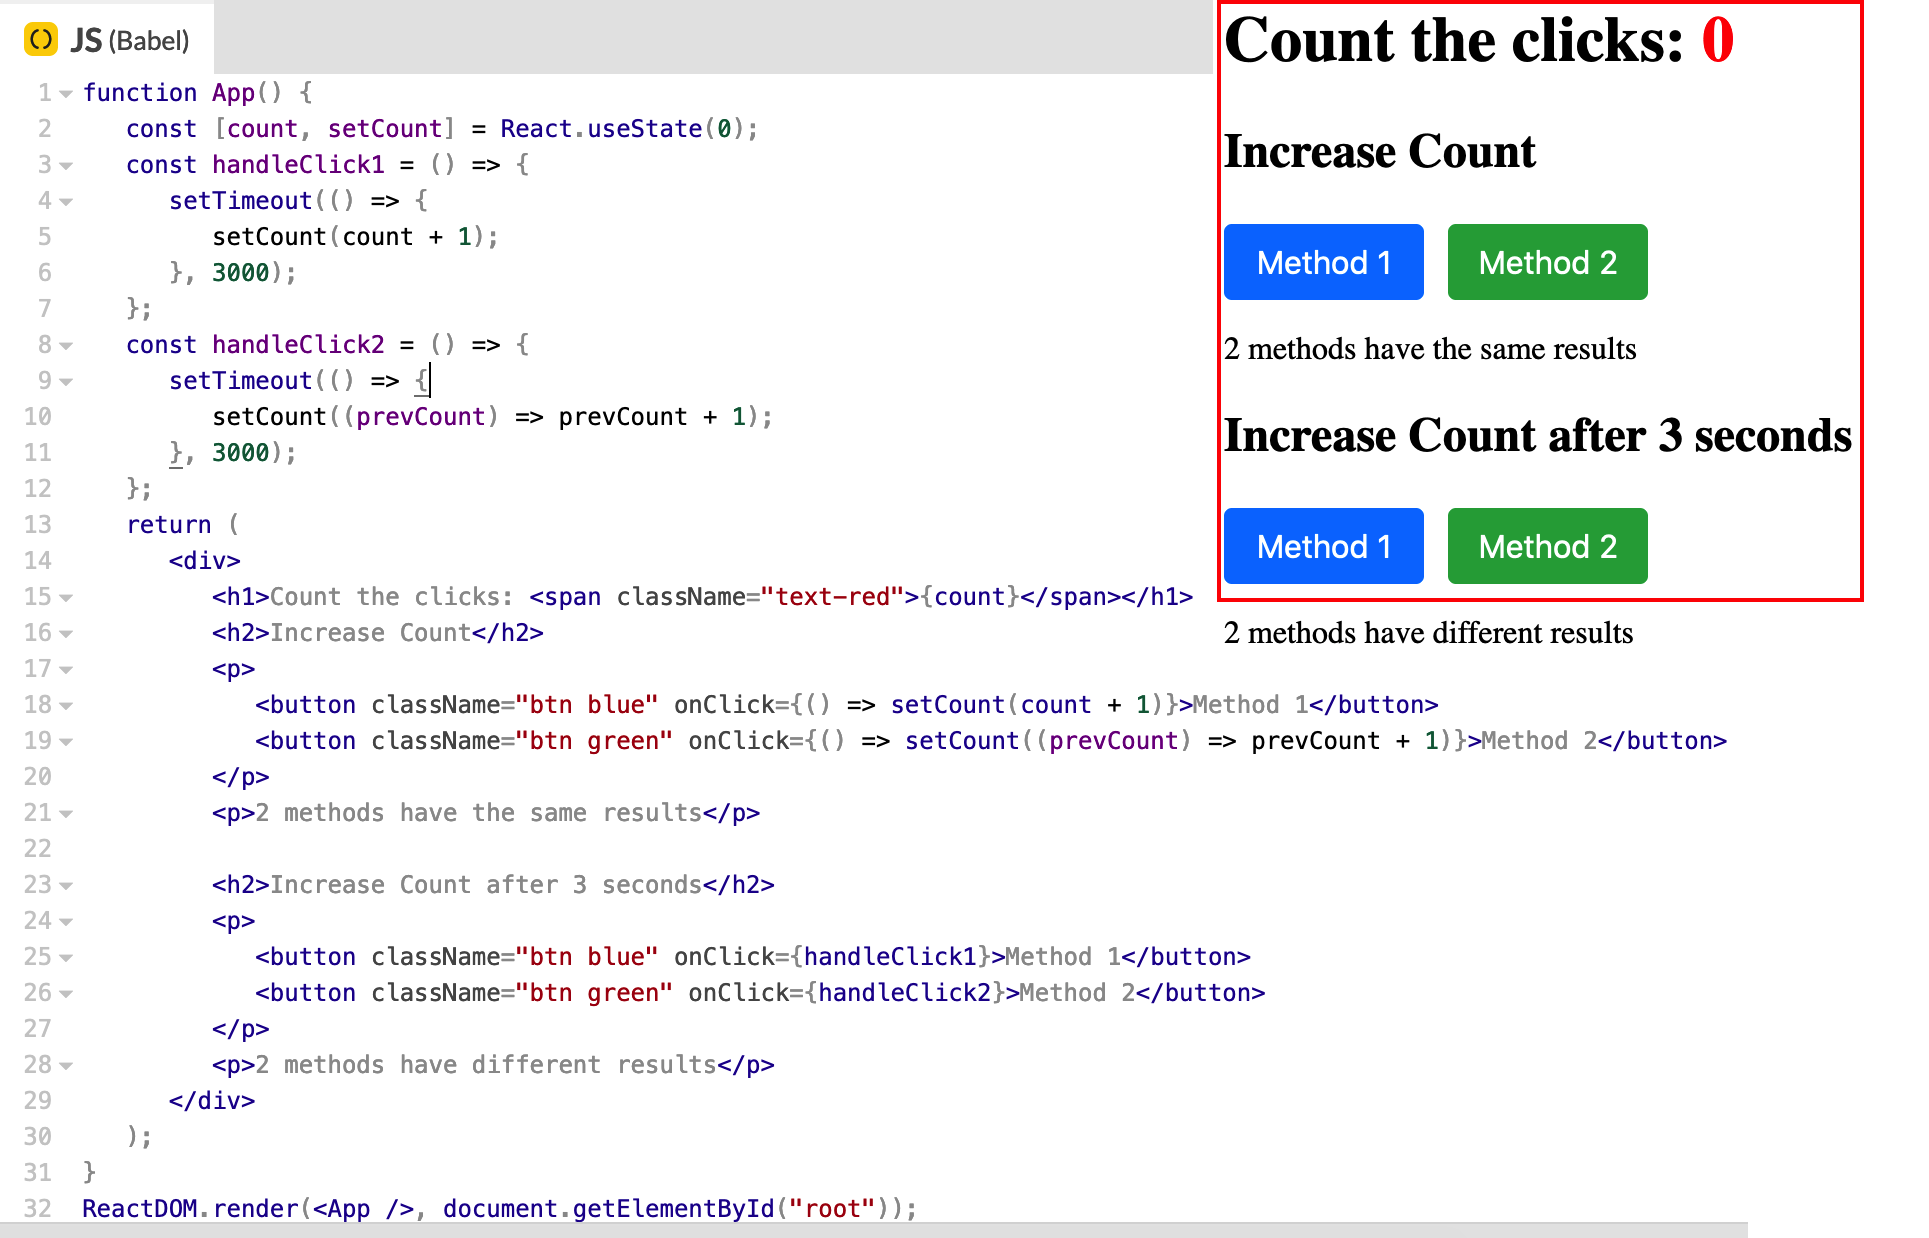 JS (Babel)
1 function App() {
2 const [count, setCount] = React.useState(0);
3 const handleClick1 = () => {
4 setTimeout(() => {
5 setCount(count + 1);
6 }, 3000);
7 };
8 const handleClick2 = () => {
9 setTimeout(() => {
10 setCount((prevCount) => prevCount + 1);
11 }, 3000);
12 };
13 return (
14 <div>
15 <h1>Count the clicks: <span className="text-red">{count}</span></h1>
16 <h2>Increase Count</h2>
17 <p>
18 <button className="btn blue" onClick={() => setCount(count + 1)}>Method 1</button>
19 <button className="btn green" onClick={() => setCount((prevCount) => prevCount + 1)}>Method 2</button>
20 </p>
21 <p>2 methods have the same results</p>
22
23 <h2>Increase Count after 3 seconds</h2>
24 <p>
25 <button className="btn blue" onClick={handleClick1}>Method 1</button>
26 <button className="btn green" onClick={handleClick2}>Method 2</button>
27 </p>
28 <p>2 methods have different results</p>
29 </div>
30 );
31 }
32 ReactDOM.render(<App />, document.getElementById("root"));
Count the clicks: 0
Increase Count
Method 1 Method 2
2 methods have the same results
Increase Count after 3 seconds
Method 1 Method 2
2 methods have different results